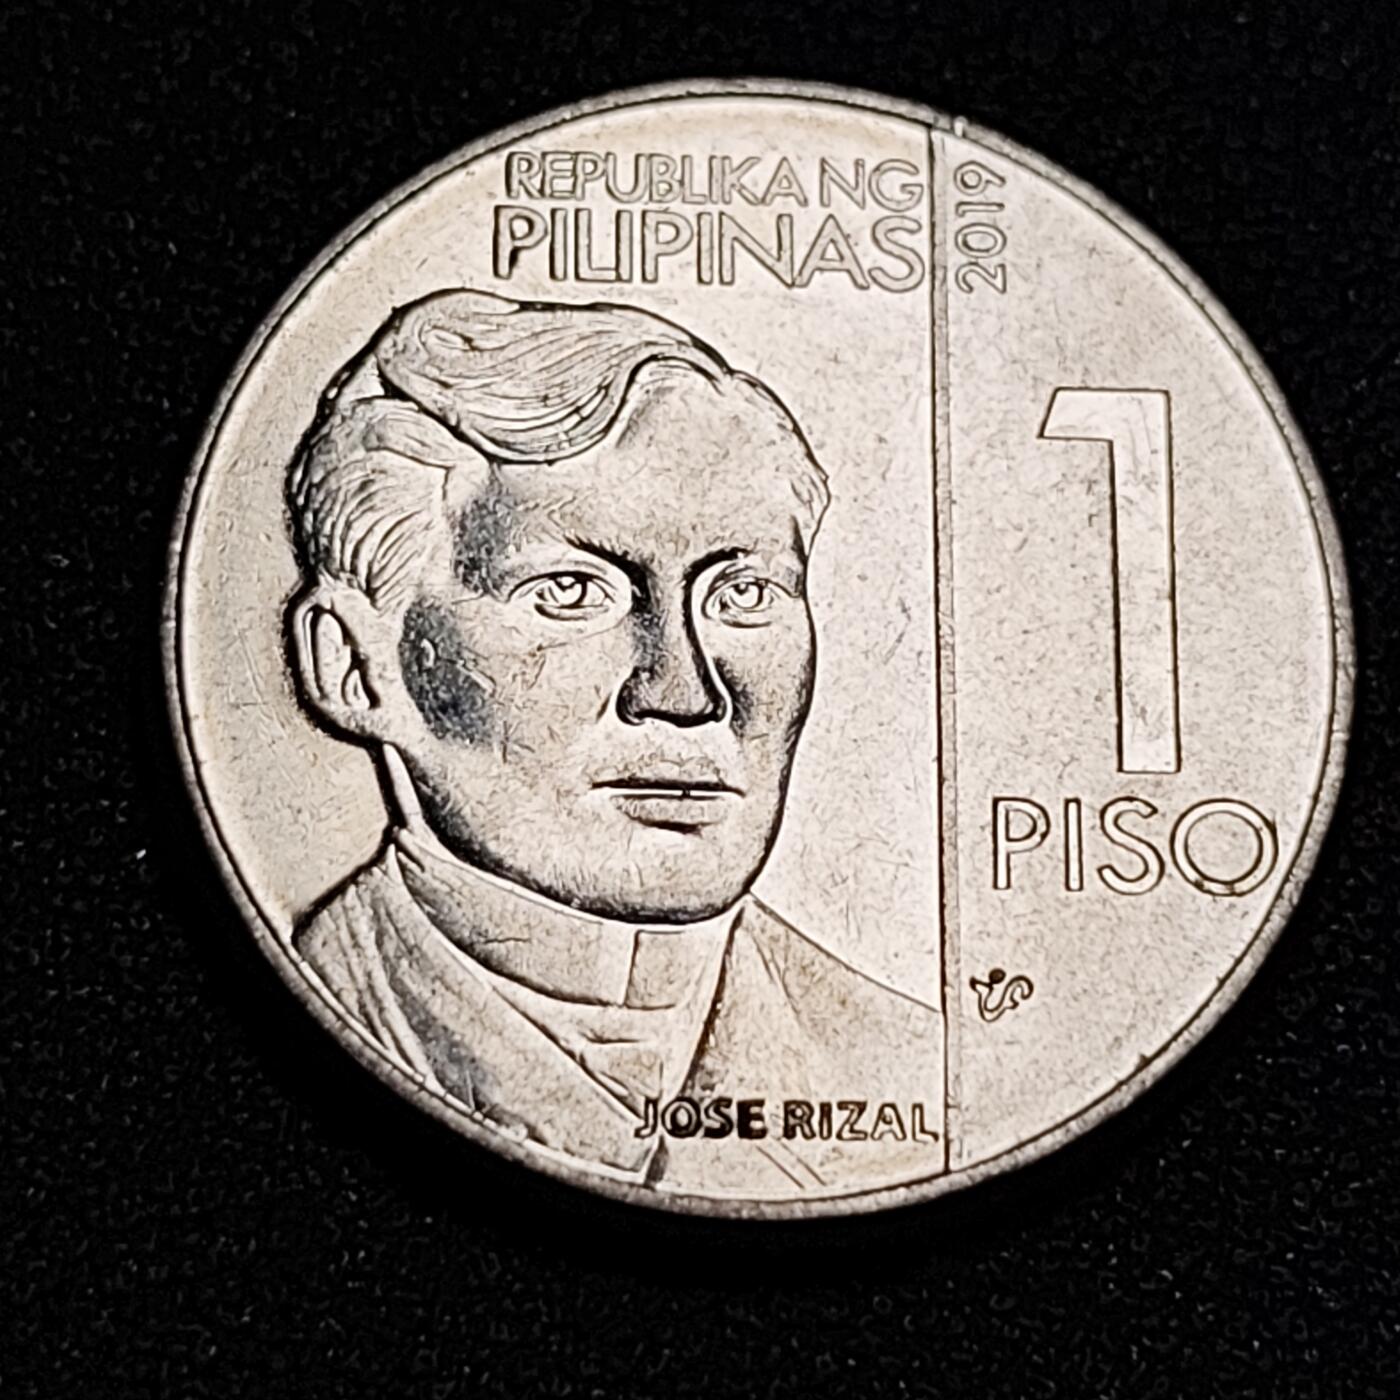 REPUBLIKA NG
PILIPINAS
2019
1
PISO
JOSE RIZAL